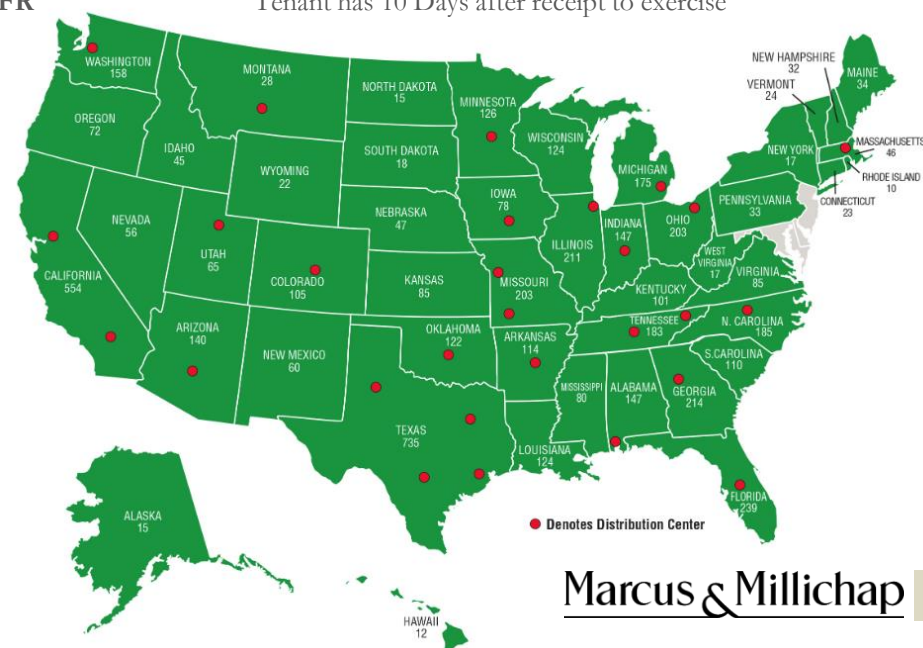 FR Tenant has 10 Days after receipt to exercise
WASHINGTON
158
MONTANA
28
NORTH DAKOTA
15
MINNESOTA
126
NEW HAMPSHIRE
32
VERMONT
24
MAINE
34
OREGON
72
IDAHO
45
WYOMING
22
SOUTH DAKOTA
18
WISCONSIN
124
MICHIGAN
175
NEW YORK
17
MASSACHUSETTS
46
RHODE ISLAND
10
CONNECTICUT
23
PENNSYLVANIA
33
NEVADA
56
UTAH
65
COLORADO
105
NEBRASKA
47
IOWA
78
ILLINOIS
211
INDIANA
147
OHIO
203
WEST
VIRGINIA
17
VIRGINIA
85
CALIFORNIA
554
KANSAS
85
MISSOURI
203
KENTUCKY
101
ARIZONA
140
NEW MEXICO
60
OKLAHOMA
122
ARKANSAS
114
TENNESSEE
183
N. CAROLINA
185
S.CAROLINA
110
TEXAS
735
LOUISIANA
124
MISSISSIPPI
80
ALABAMA
147
GEORGIA
214
FLORIDA
239
ALASKA
15
HAWAII
12
Denotes Distribution Center
Marcus & Millichap